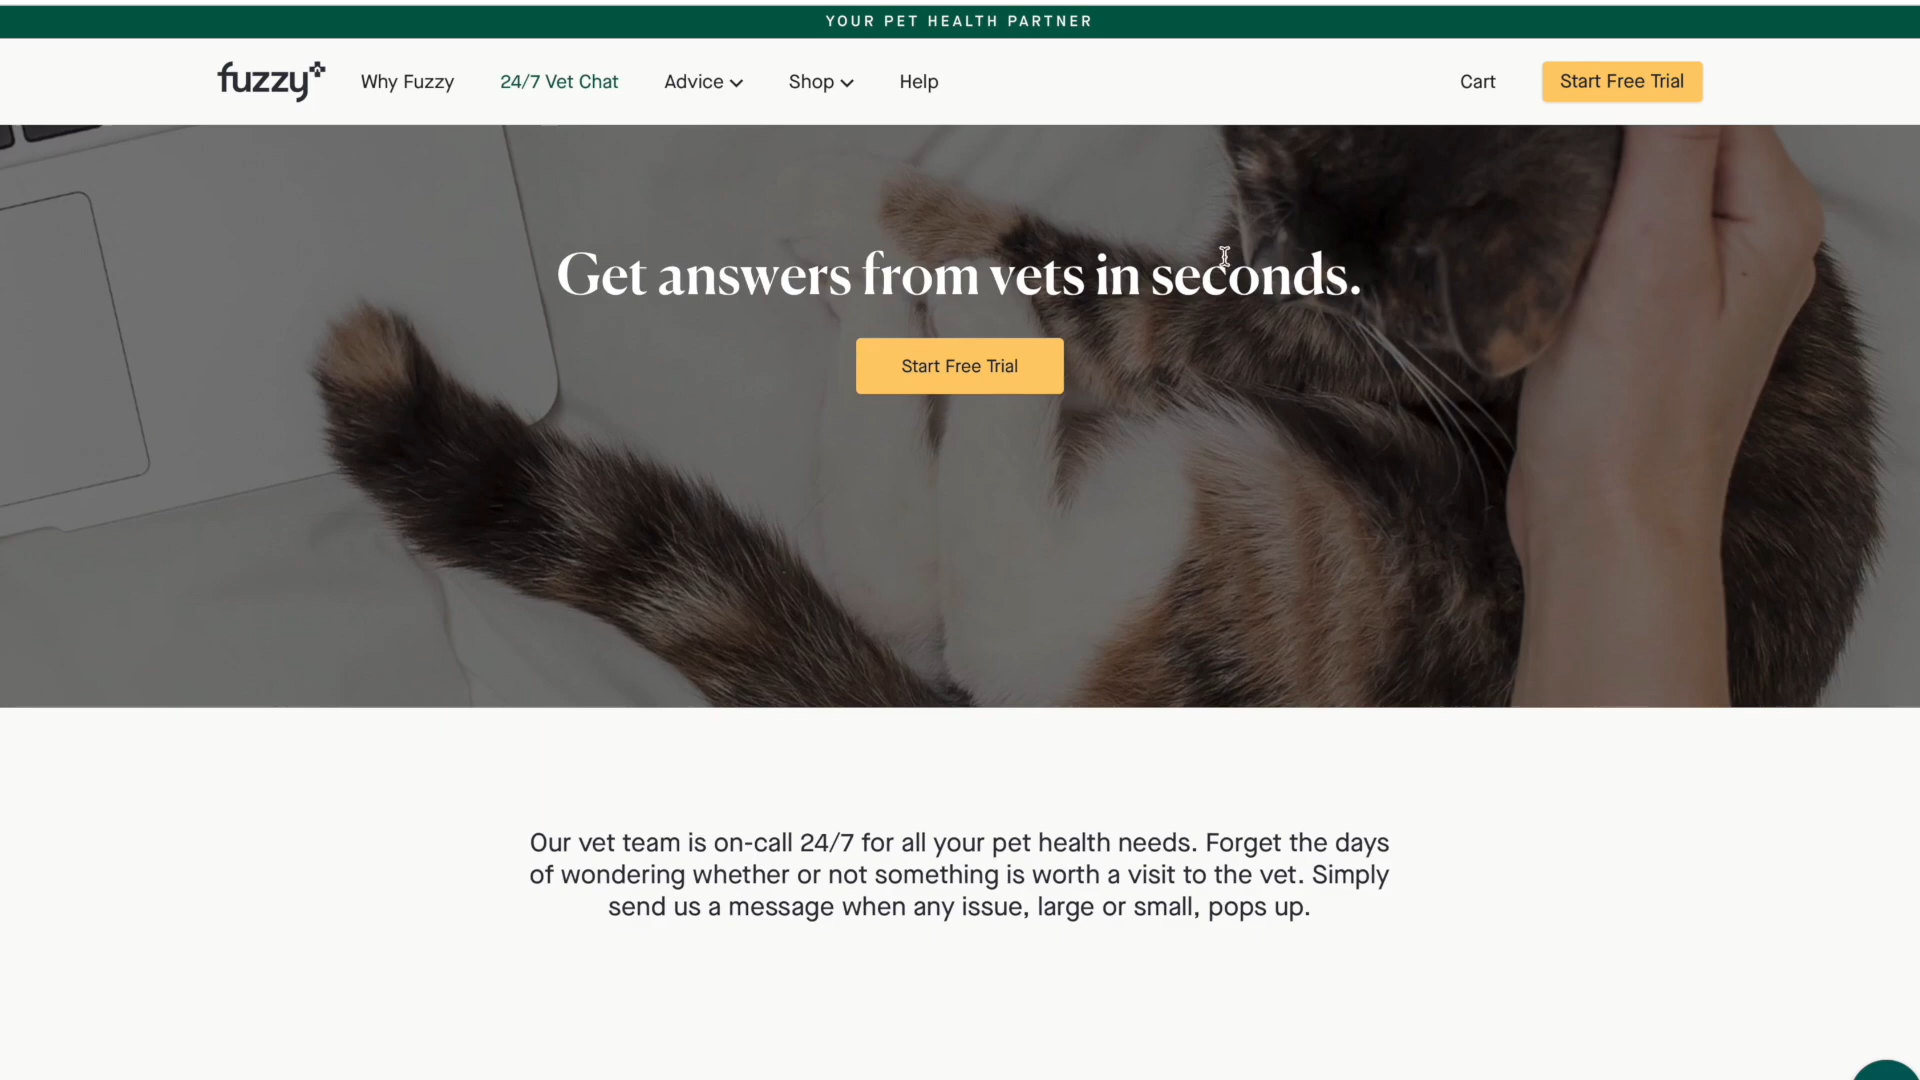 YOUR PET HEALTH PARTNER
fuzzy
Why Fuzzy
24/7 Vet Chat
Advice
Shop
Help
Cart
Start Free Trial
Get answers from vets in seconds.
Start Free Trial
Our vet team is on-call 24/7 for all your pet health needs. Forget the days
of wondering whether or not something is worth a visit to the vet. Simply
send us a message when any issue, large or small, pops up.